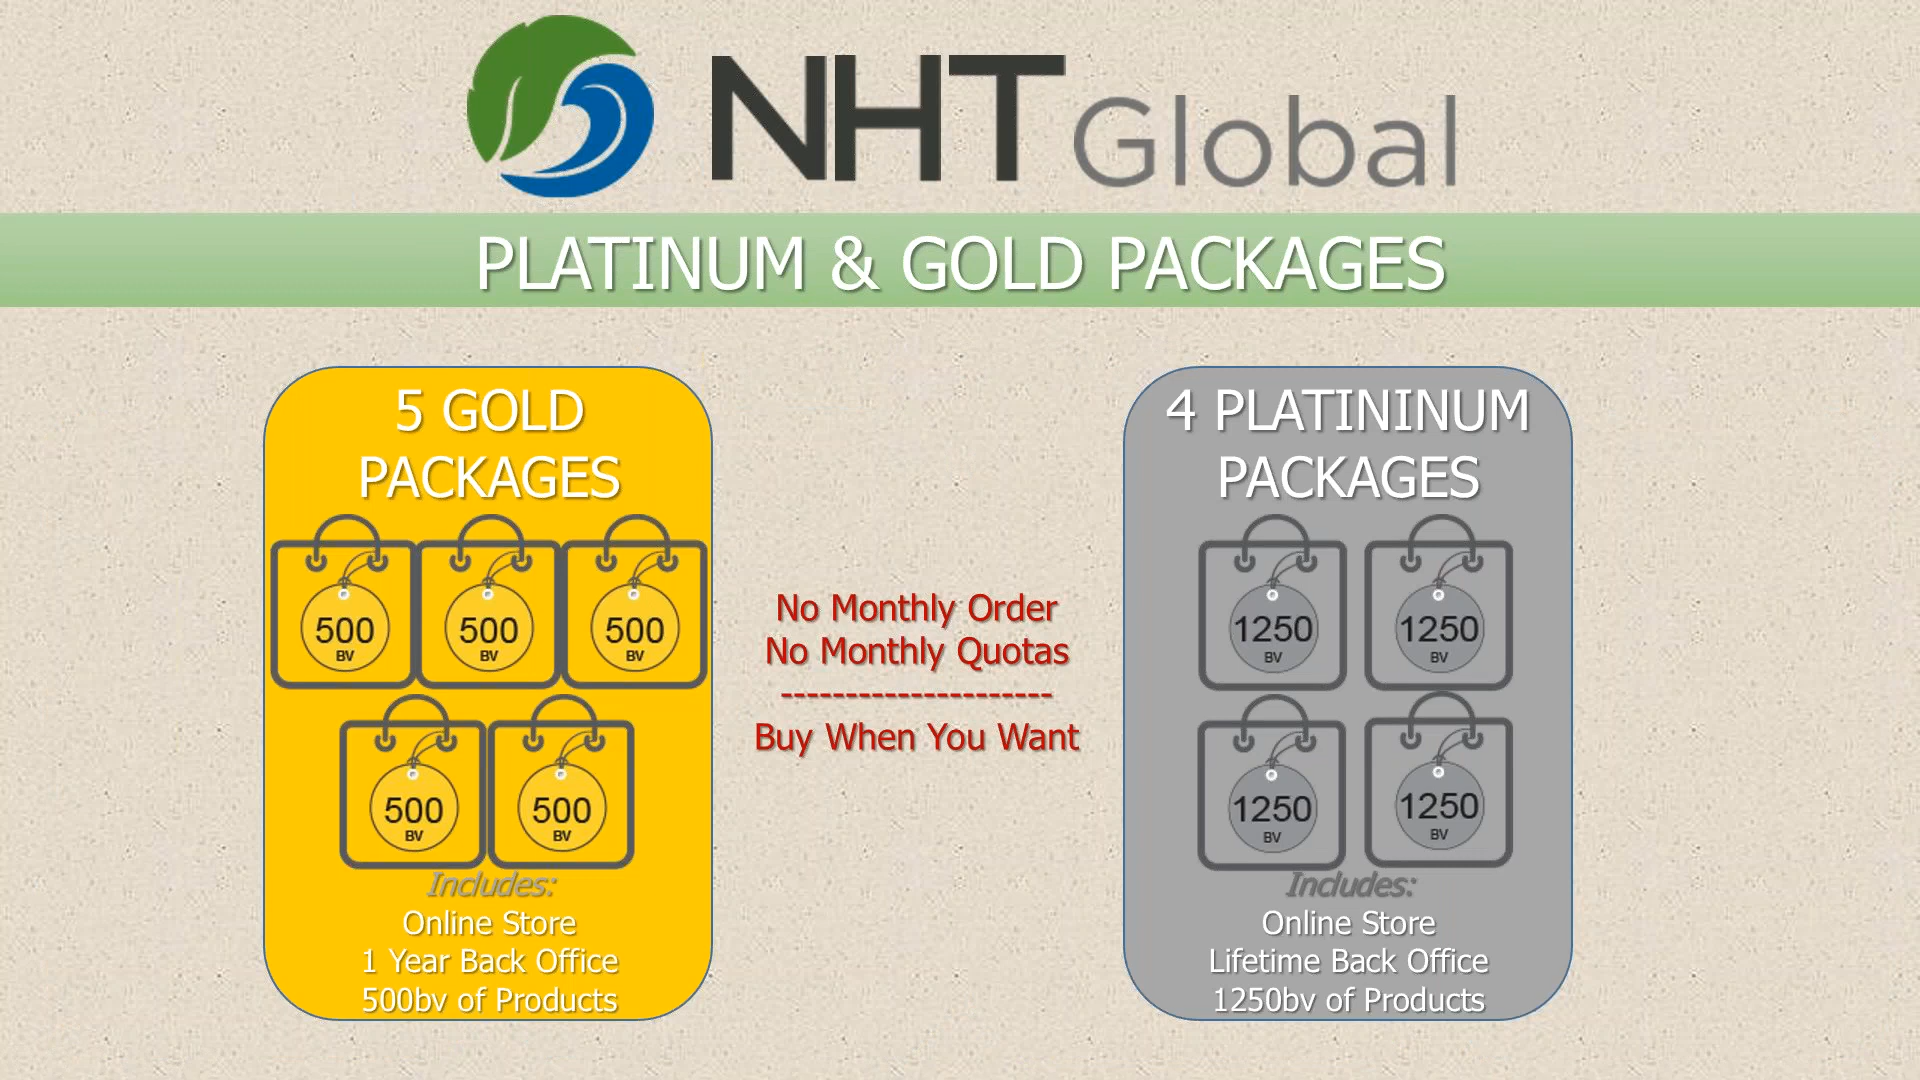 NHT Global
PLATINUM & GOLD PACKAGES
5 GOLD
PACKAGES
500
BV
500
BV
500
BV
500
BV
500
BV
Includes:
Online Store
1 Year Back Office
500bv of Products
No Monthly Order
No Monthly Quotas
---------------------
Buy When You Want
4 PLATININUM
PACKAGES
1250
BV
1250
BV
1250
BV
1250
BV
Includes:
Online Store
Lifetime Back Office
1250bv of Products